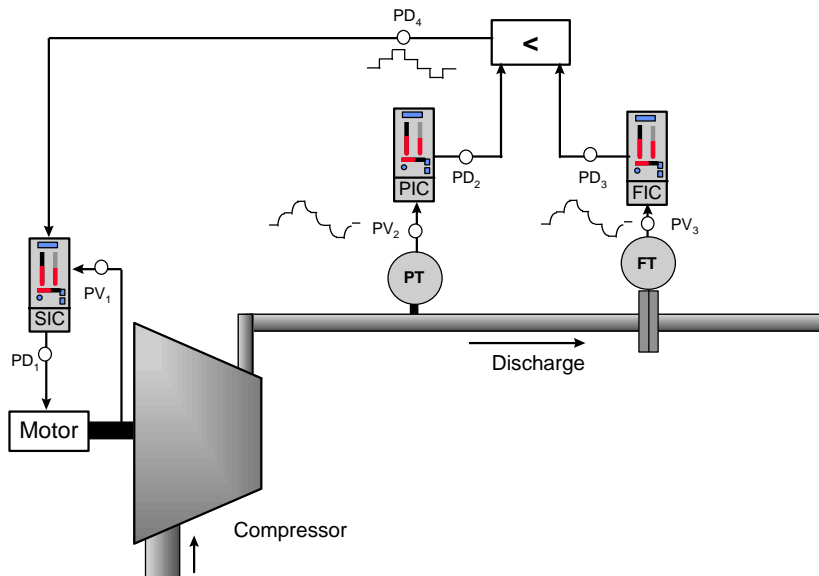 PD4
<
PIC
PD2
PD3
FIC
PV2
PV3
PT
FT
SIC
PV1
PD1
Discharge
Motor
Compressor